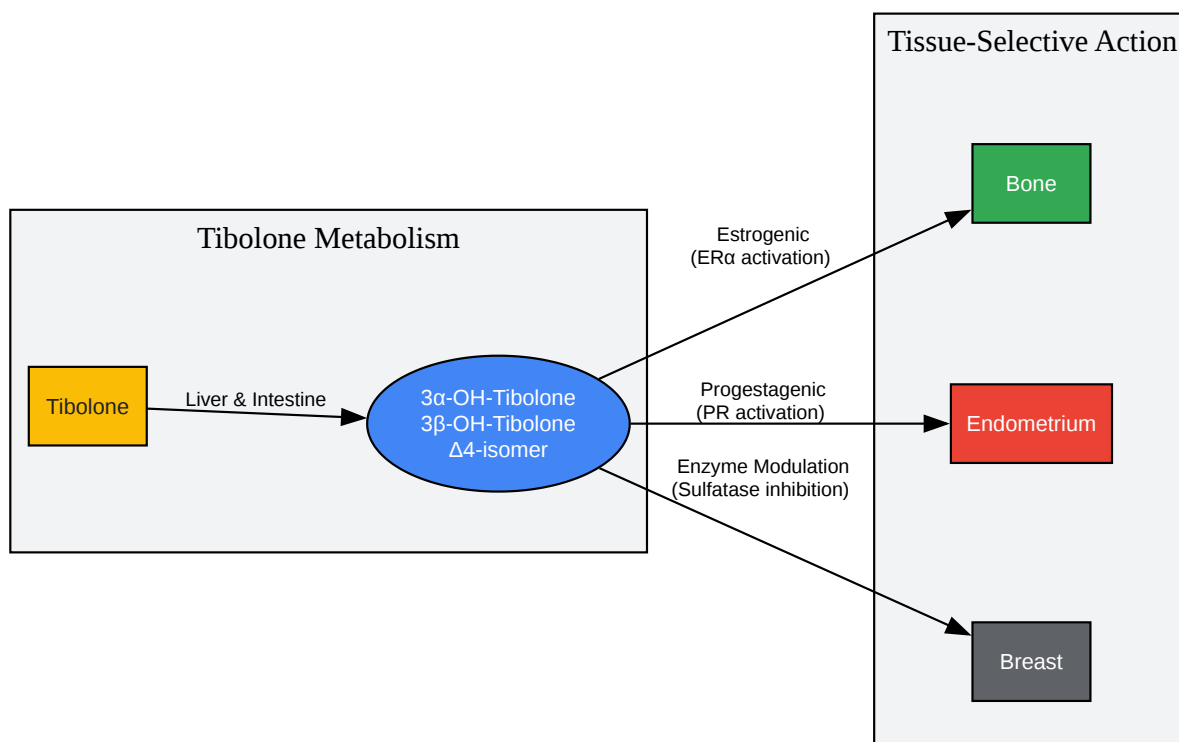 Tissue-Selective Action
Tibolone Metabolism
Tibolone
Liver & Intestine
3α-OH-Tibolone
3β-OH-Tibolone
Δ4-isomer
Estrogenic
(ERα activation)
Progestagenic
(PR activation)
Enzyme Modulation
(Sulfatase inhibition)
Bone
Endometrium
Breast